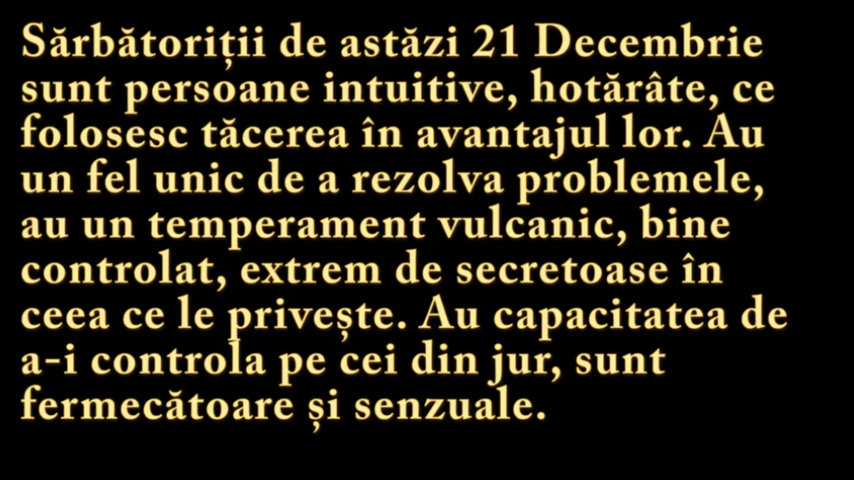 Sărbătoriții de astăzi 21 Decembrie
sunt persoane intuitive, hotărâte, ce
folosesc tăcerea în avantajul lor. Au
un fel unic de a rezolva problemele,
au un temperament vulcanic, bine
controlat, extrem de secretoase în
ceea ce le privește. Au capacitatea de
a-i controla pe cei din jur, sunt
fermecătoare și senzuale.